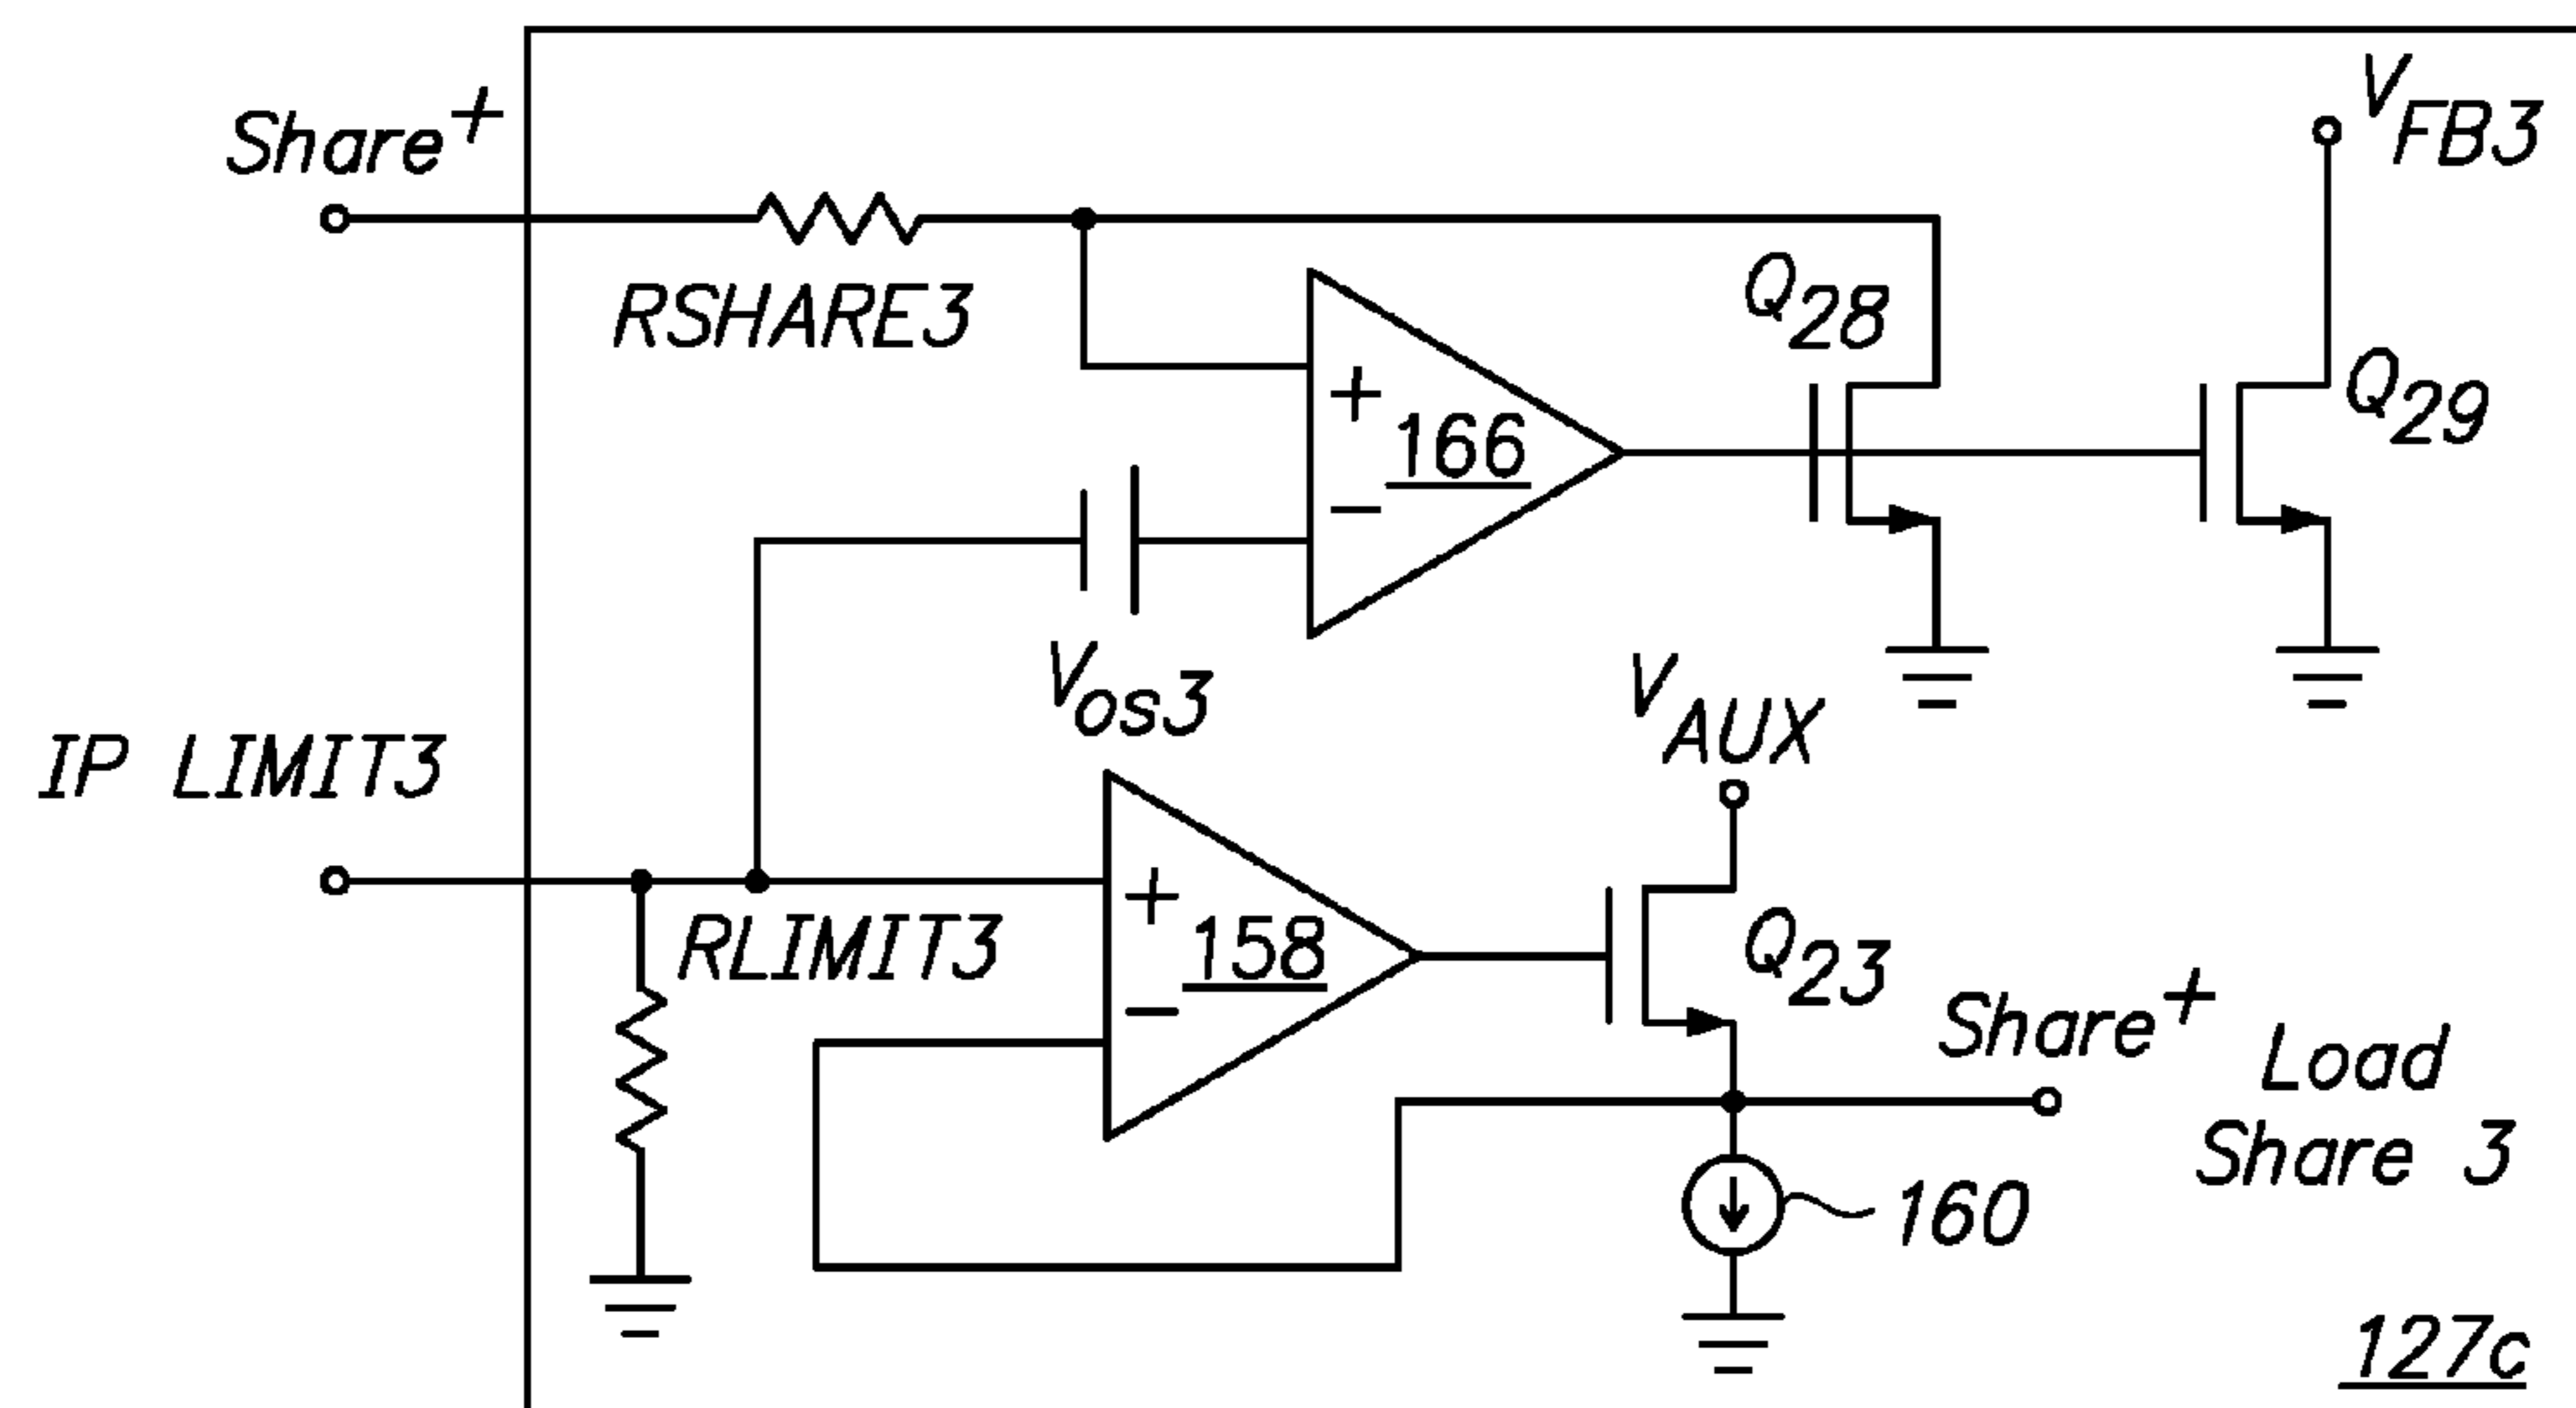 Share+
VFB3
RSHARE3
Q28
Q29
+
166
−
Vos3
VAUX
IP LIMIT3
RLIMIT3
+
158
−
Q23
Share+
Load
Share 3
160
127c